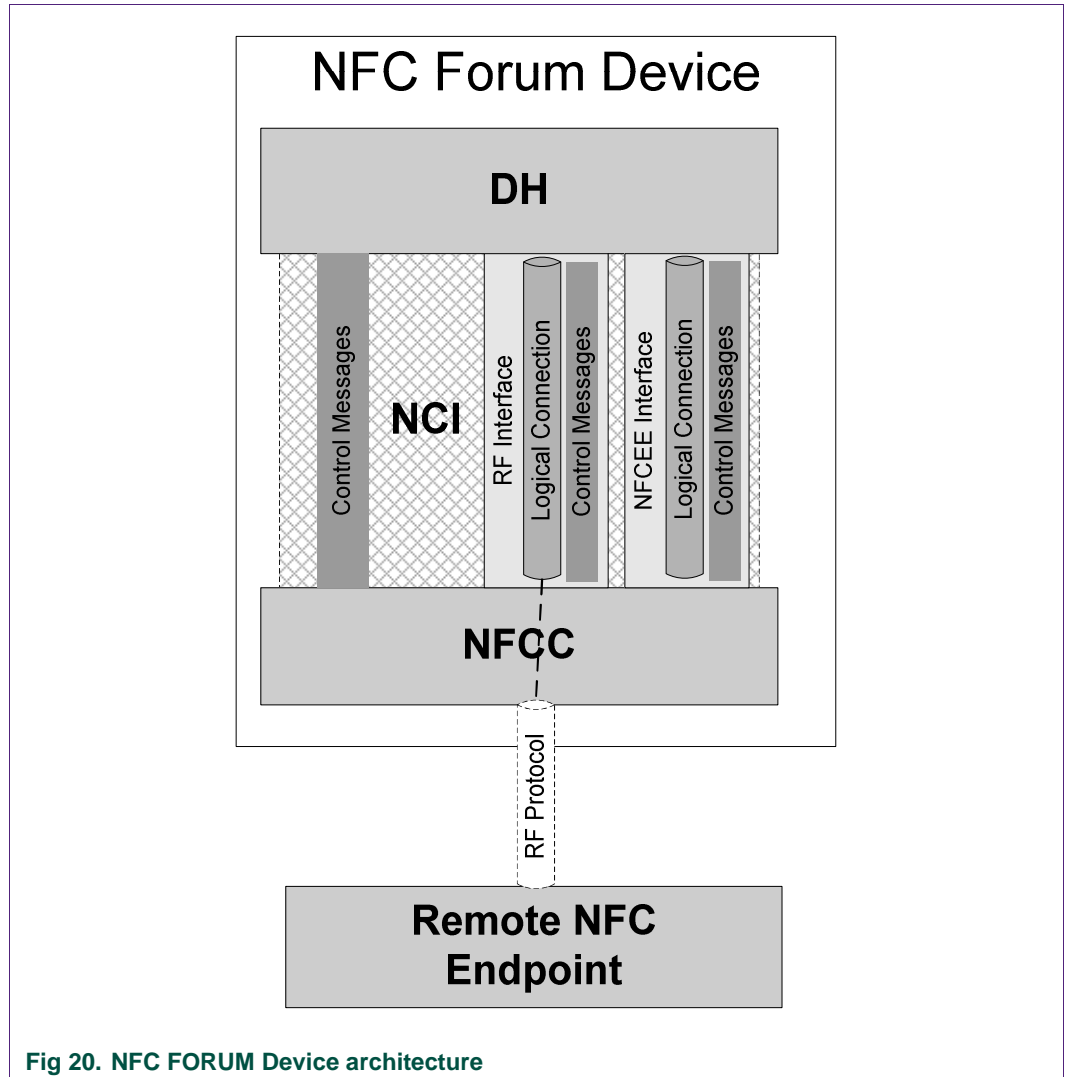 NFC Forum Device
DH
Control Messages
NCI
RF Interface
Logical Connection
Control Messages
NFCEE Interface
Logical Connection
Control Messages
NFCC
RF Protocol
Remote NFC
Endpoint
Fig 20. NFC FORUM Device architecture